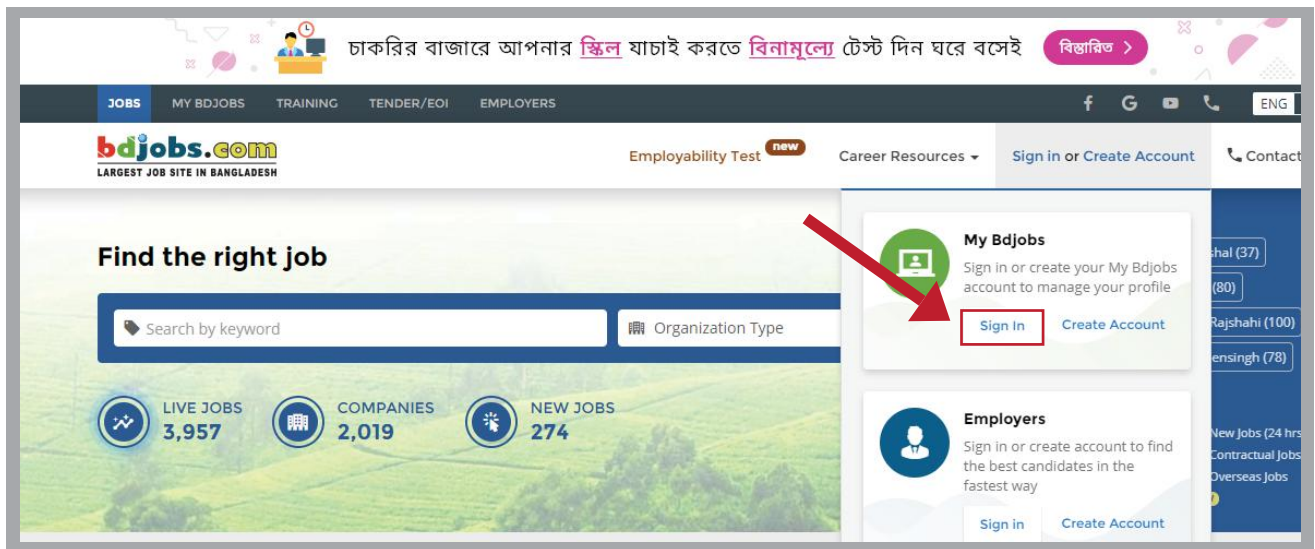 চাকরির বাজারে আপনার স্কিল যাচাই করতে বিনামূল্যে টেস্ট দিন ঘরে বসেই বিস্তারিত >
JOBS MY BDJOBS TRAINING TENDER/EOI EMPLOYERS ENG
bdjobs.com
LARGEST JOB SITE IN BANGLADESH
Employability Test new Career Resources Sign in or Create Account Contact
Find the right job
Search by keyword Organization Type
LIVE JOBS
3,957
COMPANIES
2,019
NEW JOBS
274
My Bdjobs
Sign in or create your My Bdjobs
account to manage your profile
Sign In Create Account
Employers
Sign in or create account to find
the best candidates in the
fastest way
Sign in Create Account
(37)
(80)
Rajshahi (100)
(78)
New Jobs (24 hrs
Contractual Jobs
Overseas Jobs